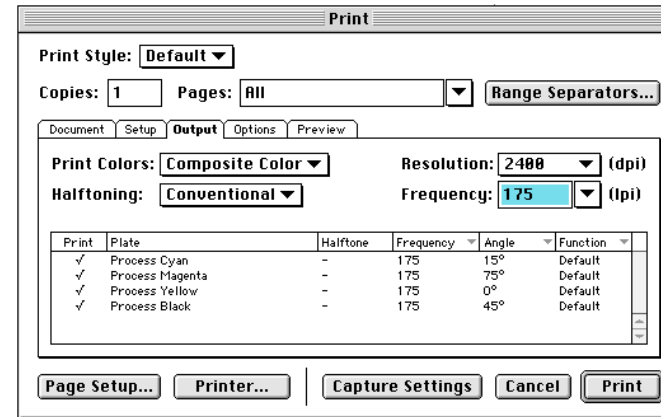 Print
Print Style: Default
Copies: 1 Pages: All Range Separators...
Document Setup Output Options Preview
Print Colors: Composite Color Resolution: 2400 (dpi)
Halftoning: Conventional Frequency: 175 (lpi)
Print Plate Halftone Frequency Angle Function
√ Process Cyan - 175 15° Default
√ Process Magenta - 175 75° Default
√ Process Yellow - 175 0° Default
√ Process Black - 175 45° Default
Page Setup... Printer... Capture Settings Cancel Print